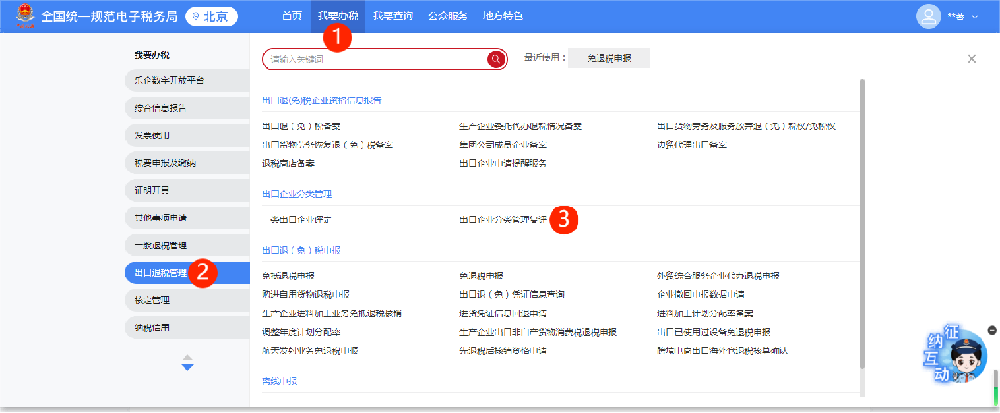 全国统一规范电子税务局 北京 首页 我要办税 我要查询 公众服务 地方特色 **蓉
1
我要办税
请输入关键词 最近使用： 免退税申报
乐企数字开放平台
综合信息报告
发票使用
税费申报及缴纳
证明开具
其他事项申请
一般退税管理
出口退税管理 2
核定管理
纳税信用
出口退(免)税企业资格信息报告
出口退（免）税备案 生产企业委托代办退税情况备案 出口货物劳务及服务放弃退（免）税权/免税权
出口货物劳务恢复退（免）税备案 集团公司成员企业备案 边贸代理出口备案
退税商店备案 出口企业申请提醒服务
出口企业分类管理
一类出口企业评定 出口企业分类管理复评 3
出口退（免）税申报
免抵退税申报 免退税申报 外贸综合服务企业代办退税申报
购进自用货物退税申报 出口退（免）凭证信息查询 企业撤回申报数据申请
生产企业进料加工业务免抵退税核销 进货凭证信息回退申请 进料加工计划分配率备案
调整年度计划分配率 生产企业出口非自产货物消费税退税申报 出口已使用过设备免退税申报
航天发射业务免退税申报 先退税后核销资格申请 跨境电商出口海外仓退税核算确认
离线申报
征纳互动